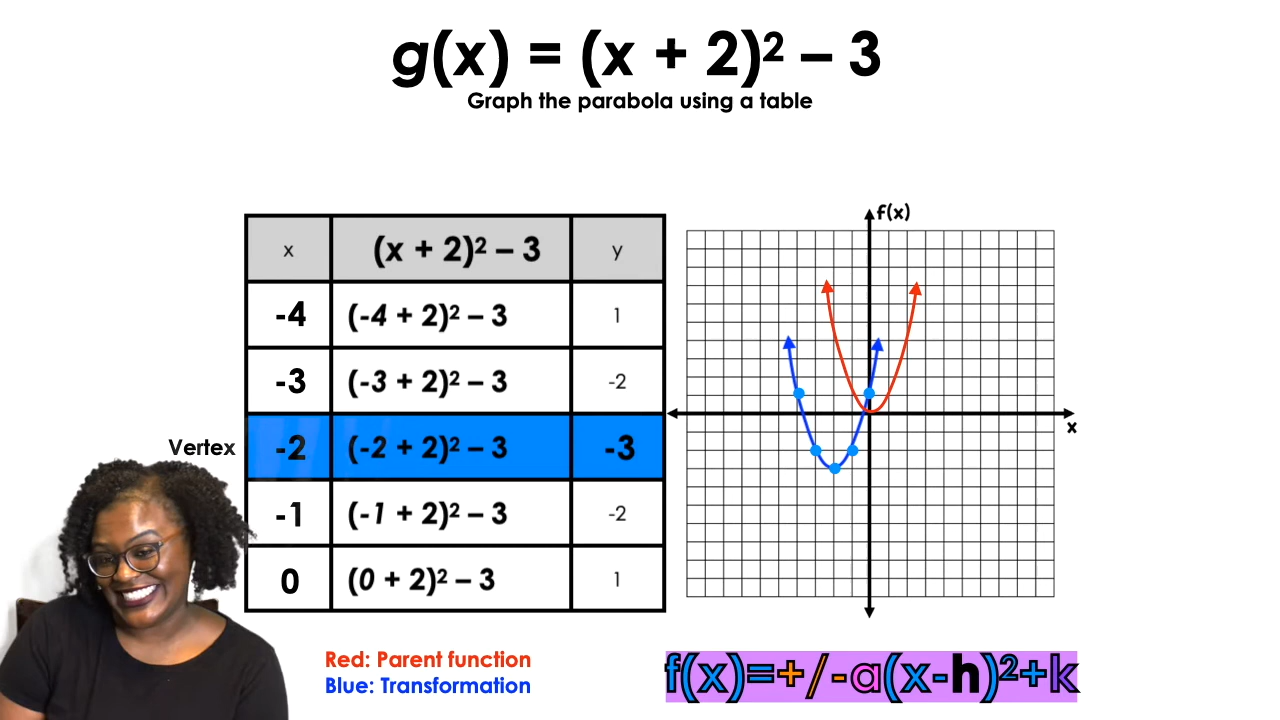 g(x) = (x + 2)² – 3
Graph the parabola using a table
x (x + 2)² – 3 y
-4 (-4 + 2)² – 3 1
-3 (-3 + 2)² – 3 -2
Vertex -2 (-2 + 2)² – 3 -3
-1 (-1 + 2)² – 3 -2
0 (0 + 2)² – 3 1
f(x)
x
Red: Parent function
Blue: Transformation
f(x)=+/-a(x-h)²+k